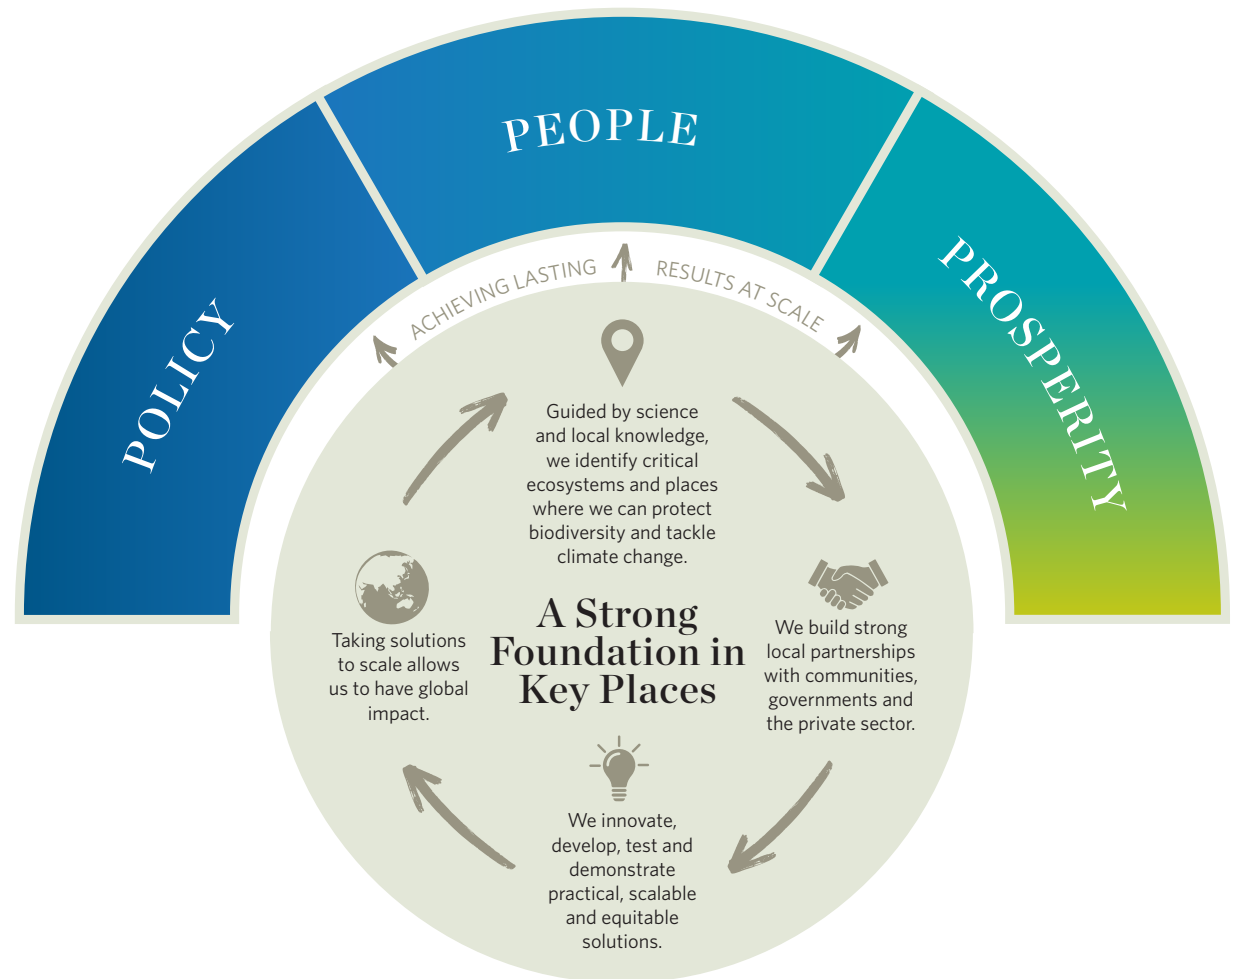 POLICY
PEOPLE
PROSPERITY
ACHIEVING LASTING
RESULTS AT SCALE
Guided by science
and local knowledge,
we identify critical
ecosystems and places
where we can protect
biodiversity and tackle
climate change.
A Strong
Foundation in
Key Places
We build strong
local partnerships
with communities,
governments and
the private sector.
We innovate,
develop, test and
demonstrate
practical, scalable
and equitable
solutions.
Taking solutions
to scale allows
us to have global
impact.